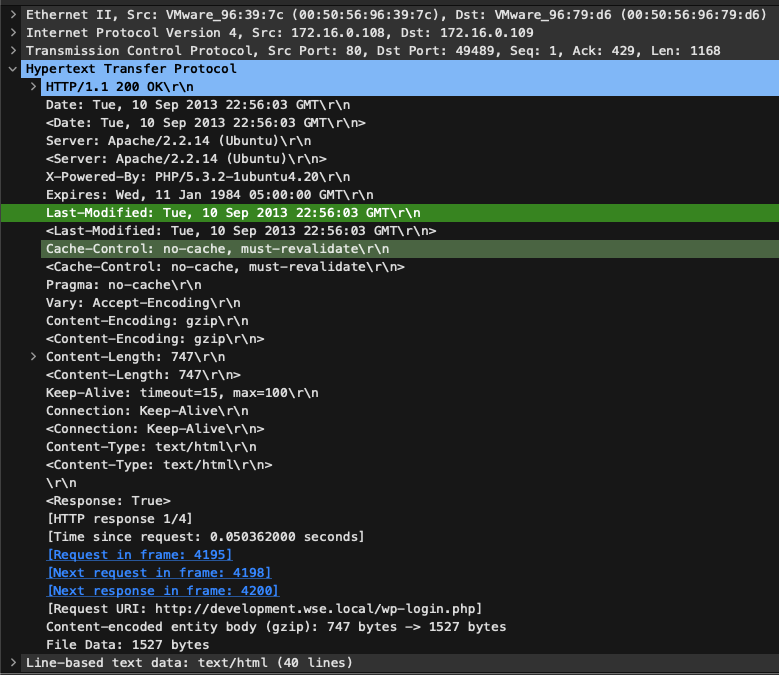 Ethernet II, Src: VMware_96:39:7c (00:50:56:96:39:7c), Dst: VMware_96:79:d6 (00:50:56:96:79:d6)
Internet Protocol Version 4, Src: 172.16.0.108, Dst: 172.16.0.109
Transmission Control Protocol, Src Port: 80, Dst Port: 49489, Seq: 1, Ack: 429, Len: 1168
Hypertext Transfer Protocol
HTTP/1.1 200 OK\r\n
Date: Tue, 10 Sep 2013 22:56:03 GMT\r\n
<Date: Tue, 10 Sep 2013 22:56:03 GMT\r\n>
Server: Apache/2.2.14 (Ubuntu)\r\n
<Server: Apache/2.2.14 (Ubuntu)\r\n>
X-Powered-By: PHP/5.3.2-1ubuntu4.20\r\n
Expires: Wed, 11 Jan 1984 05:00:00 GMT\r\n
Last-Modified: Tue, 10 Sep 2013 22:56:03 GMT\r\n
<Last-Modified: Tue, 10 Sep 2013 22:56:03 GMT\r\n>
Cache-Control: no-cache, must-revalidate\r\n
<Cache-Control: no-cache, must-revalidate\r\n>
Pragma: no-cache\r\n
Vary: Accept-Encoding\r\n
Content-Encoding: gzip\r\n
<Content-Encoding: gzip\r\n>
Content-Length: 747\r\n
<Content-Length: 747\r\n>
Keep-Alive: timeout=15, max=100\r\n
Connection: Keep-Alive\r\n
<Connection: Keep-Alive\r\n>
Content-Type: text/html\r\n
<Content-Type: text/html\r\n>
\r\n
<Response: True>
[HTTP response 1/4]
[Time since request: 0.050362000 seconds]
[Request in frame: 4195]
[Next request in frame: 4198]
[Next response in frame: 4200]
[Request URI: http://development.wse.local/wp-login.php]
Content-encoded entity body (gzip): 747 bytes -> 1527 bytes
File Data: 1527 bytes
Line-based text data: text/html (40 lines)